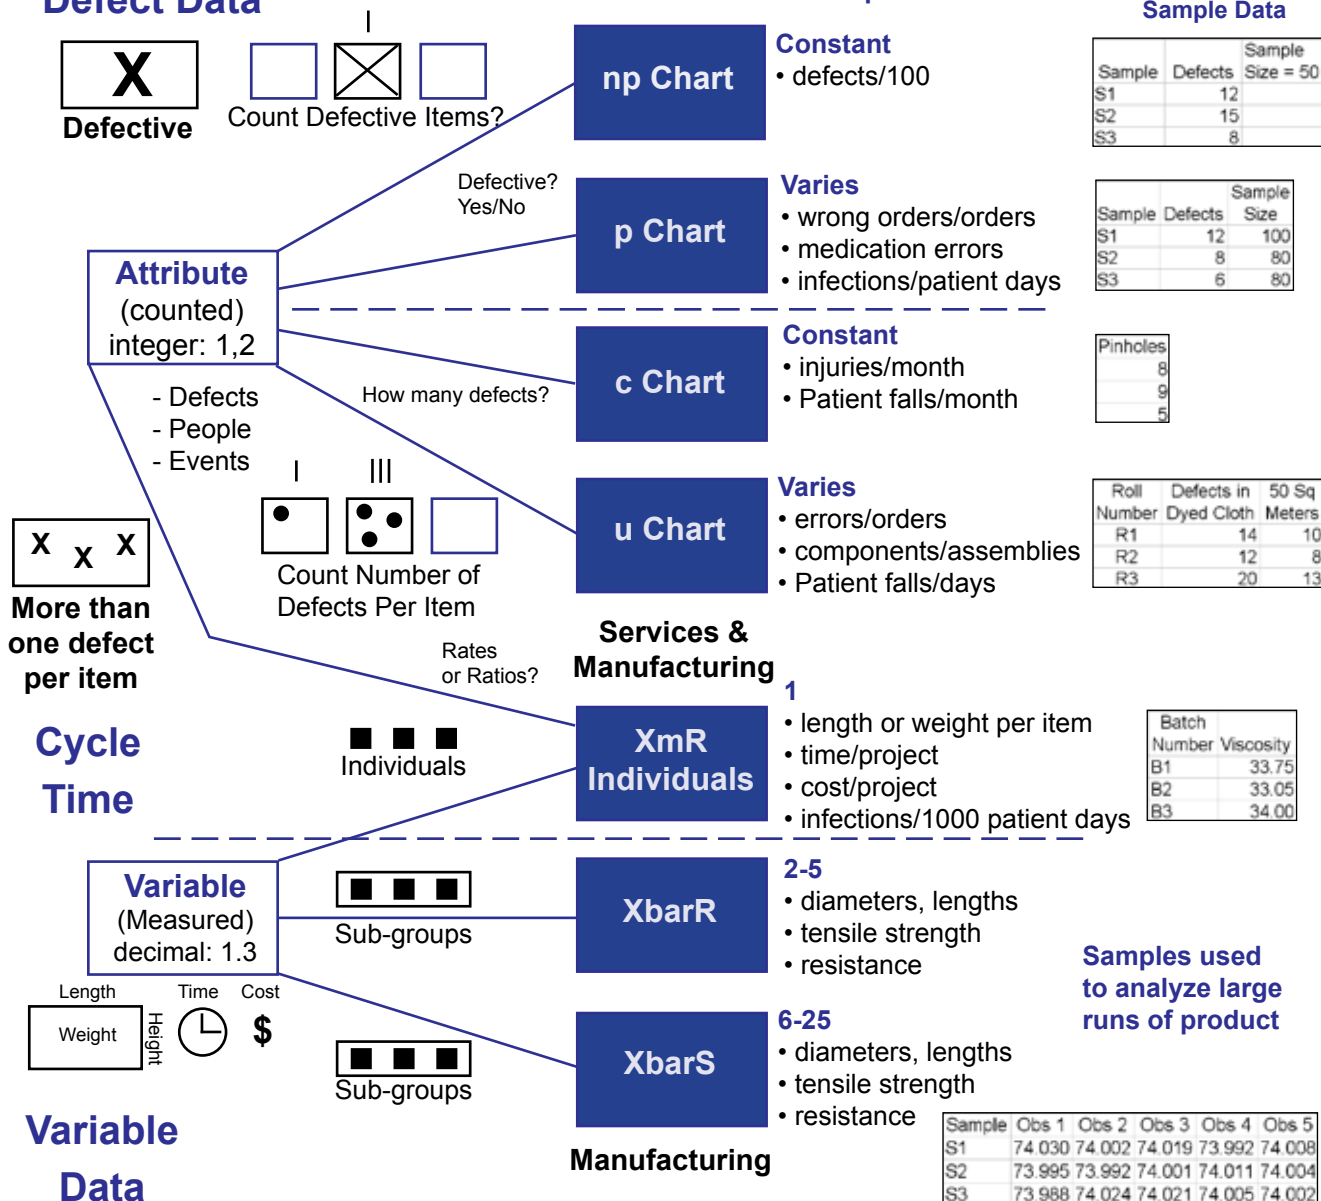 Defect Data
Sample Data
X
Defective
I
Count Defective Items?
np Chart
Constant
• defects/100
Sample
Sample Defects Size = 50
S1 12
S2 15
S3 8
Defective?
Yes/No
p Chart
Varies
• wrong orders/orders
• medication errors
• infections/patient days
Sample
Sample Defects Size
S1 12 100
S2 8 80
S3 6 80
Attribute
(counted)
integer: 1,2
- Defects
- People
- Events
How many defects?
c Chart
Constant
• injuries/month
• Patient falls/month
Pinholes
8
9
5
I III
Count Number of
Defects Per Item
u Chart
Varies
• errors/orders
• components/assemblies
• Patient falls/days
Roll Defects in 50 Sq
Number Dyed Cloth Meters
R1 14 10
R2 12 8
R3 20 13
X X X
More than
one defect
per item
Services &
Manufacturing
Rates
or Ratios?
Cycle
Time
Individuals
XmR
Individuals
1
• length or weight per item
• time/project
• cost/project
• infections/1000 patient days
Batch
Number Viscosity
B1 33.75
B2 33.05
B3 34.00
Variable
(Measured)
decimal: 1.3
Sub-groups
XbarR
2-5
• diameters, lengths
• tensile strength
• resistance
Samples used
to analyze large
runs of product
Length Time Cost
Weight
Height
$
Sub-groups
XbarS
6-25
• diameters, lengths
• tensile strength
• resistance
Manufacturing
Variable
Data
Sample Obs 1 Obs 2 Obs 3 Obs 4 Obs 5
S1 74.030 74.002 74.019 73.992 74.008
S2 73.995 73.992 74.001 74.011 74.004
S3 73.988 74.024 74.021 74.005 74.002